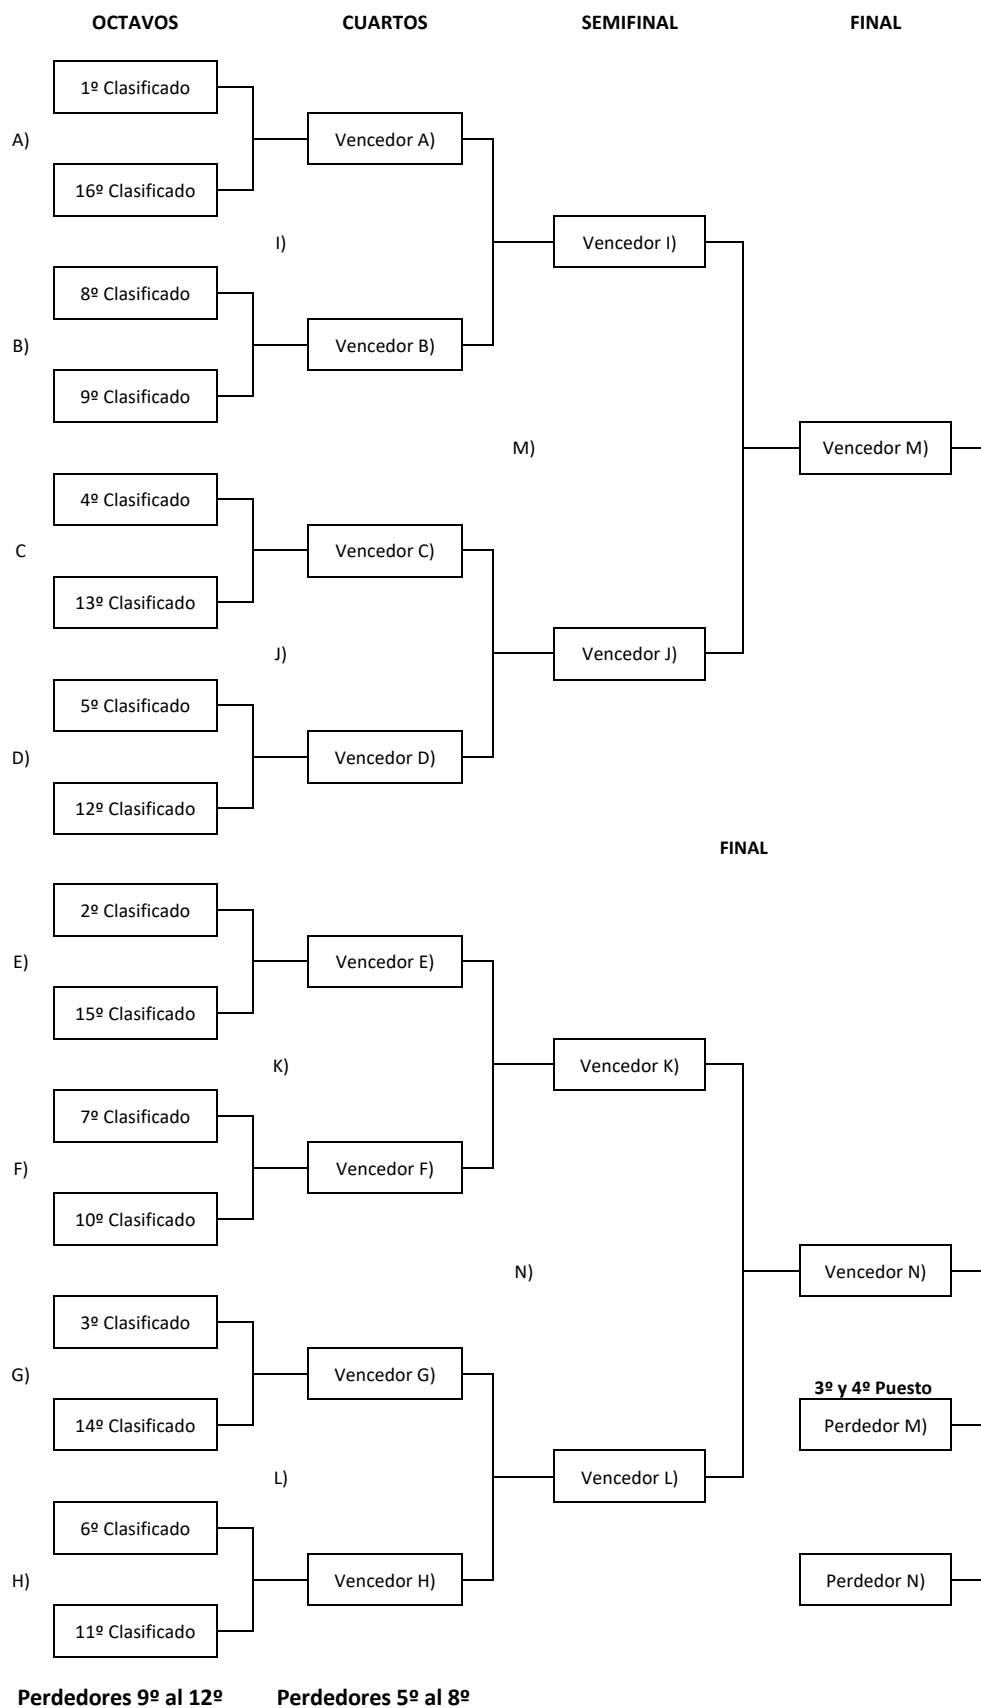 OCTAVOS CUARTOS SEMIFINAL FINAL
1º Clasificado
A) Vencedor A)
16º Clasificado
I) Vencedor I)
8º Clasificado
B) Vencedor B)
9º Clasificado
M) Vencedor M)
4º Clasificado
C Vencedor C)
13º Clasificado
J) Vencedor J)
5º Clasificado
D) Vencedor D)
12º Clasificado
FINAL
2º Clasificado
E) Vencedor E)
15º Clasificado
K) Vencedor K)
7º Clasificado
F) Vencedor F)
10º Clasificado
N) Vencedor N)
3º Clasificado
G) Vencedor G)
3º y 4º Puesto
14º Clasificado Perdedor M)
L) Vencedor L)
6º Clasificado
H) Vencedor H) Perdedor N)
11º Clasificado
Perdedores 9º al 12º Perdedores 5º al 8º